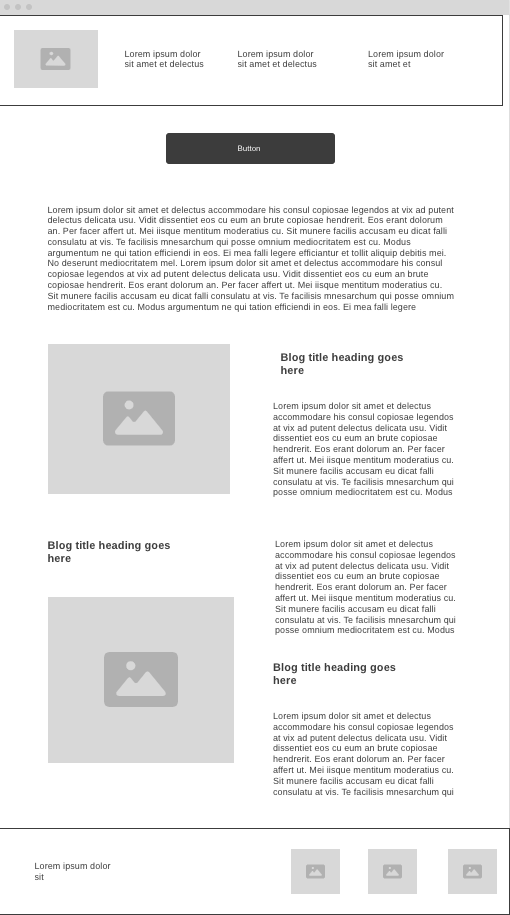 Lorem ipsum dolor
sit amet et delectus
Lorem ipsum dolor
sit amet et delectus
Lorem ipsum dolor
sit amet et
Button
Lorem ipsum dolor sit amet et delectus accommodare his consul copiosae legendos at vix ad putent
delectus delicata usu. Vidit dissentiet eos cu eum an brute copiosae hendrerit. Eos erant dolorum
an. Per facer affert ut. Mei iisque mentitum moderatius cu. Sit munere facilis accusam eu dicat falli
consulatu at vis. Te facilisis mnesarchum qui posse omnium mediocritatem est cu. Modus
argumentum ne qui tation efficiendi in eos. Ei mea falli legere efficiantur et tollit aliquip debitis mei.
No deserunt mediocritatem mel. Lorem ipsum dolor sit amet et delectus accommodare his consul
copiosae legendos at vix ad putent delectus delicata usu. Vidit dissentiet eos cu eum an brute
copiosae hendrerit. Eos erant dolorum an. Per facer affert ut. Mei iisque mentitum moderatius cu.
Sit munere facilis accusam eu dicat falli consulatu at vis. Te facilisis mnesarchum qui posse omnium
mediocritatem est cu. Modus argumentum ne qui tation efficiendi in eos. Ei mea falli legere
Blog title heading goes
here
Lorem ipsum dolor sit amet et delectus
accommodare his consul copiosae legendos
at vix ad putent delectus delicata usu. Vidit
dissentiet eos cu eum an brute copiosae
hendrerit. Eos erant dolorum an. Per facer
affert ut. Mei iisque mentitum moderatius cu.
Sit munere facilis accusam eu dicat falli
consulatu at vis. Te facilisis mnesarchum qui
posse omnium mediocritatem est cu. Modus
Blog title heading goes
here
Lorem ipsum dolor sit amet et delectus
accommodare his consul copiosae legendos
at vix ad putent delectus delicata usu. Vidit
dissentiet eos cu eum an brute copiosae
hendrerit. Eos erant dolorum an. Per facer
affert ut. Mei iisque mentitum moderatius cu.
Sit munere facilis accusam eu dicat falli
consulatu at vis. Te facilisis mnesarchum qui
posse omnium mediocritatem est cu. Modus
Blog title heading goes
here
Lorem ipsum dolor sit amet et delectus
accommodare his consul copiosae legendos
at vix ad putent delectus delicata usu. Vidit
dissentiet eos cu eum an brute copiosae
hendrerit. Eos erant dolorum an. Per facer
affert ut. Mei iisque mentitum moderatius cu.
Sit munere facilis accusam eu dicat falli
consulatu at vis. Te facilisis mnesarchum qui
Lorem ipsum dolor
sit